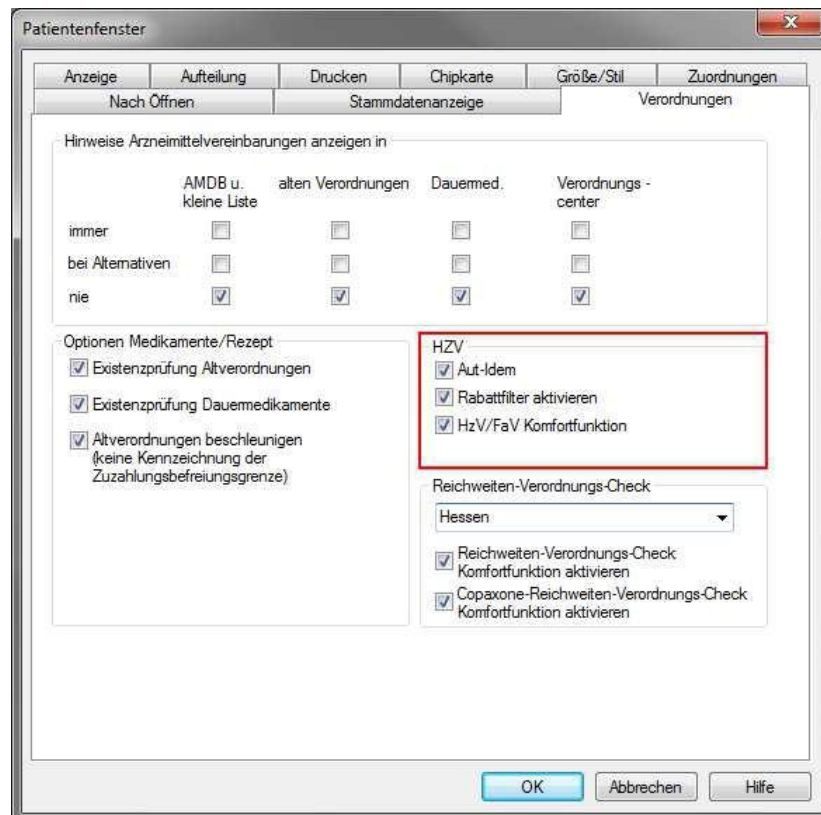 Patientenfenster
Anzeige Aufteilung Drucken Chipkarte Größe/Stil Zuordnungen
Nach Öffnen Stammdatenanzeige Verordnungen
Hinweise Arzneimittelvereinbarungen anzeigen in
AMDB u. alten Verordnungen Dauermed. Verordnungs -
kleine Liste center
immer
bei Alternativen
nie
Optionen Medikamente/Rezept
Existenzprüfung Altverordnungen
Existenzprüfung Dauermedikamente
Altverordnungen beschleunigen
(keine Kennzeichnung der
Zuzahlungsbefreiungsgrenze)
HZV
Aut-Idem
Rabattfilter aktivieren
HzV/FaV Komfortfunktion
Reichweiten-Verordnungs-Check
Hessen
Reichweiten-Verordnungs-Check
Komfortfunktion aktivieren
Copaxone-Reichweiten-Verordnungs-Check
Komfortfunktion aktivieren
OK Abbrechen Hilfe